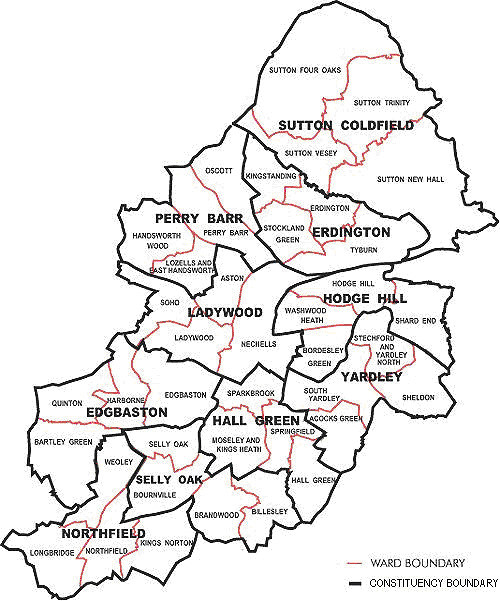 SUTTON FOUR OAKS
SUTTON TRINITY
SUTTON COLDFIELD
SUTTON VESEY
SUTTON NEW HALL
OSCOTT
KINGSTANDING
PERRY BARR
PERRY BARR
HANDSWORTH
WOOD
LOZELLS AND
EAST HANDSWORTH
ERDINGTON
STOCKLAND
GREEN
ERDINGTON
TYBURN
ASTON
SOHO
LADYWOOD
LADYWOOD
NECHELLS
HODGE HILL
HODGE HILL
WASHWOOD
HEATH
SHARD END
BORDESLEY
GREEN
STECHFORD
AND
YARDLEY
NORTH
YARDLEY
SOUTH
YARDLEY
SHELDON
ACOCKS GREEN
QUINTON
HARBORNE
EDGBASTON
EDGBASTON
BARTLEY GREEN
SPARKBROOK
HALL GREEN
SPRINGFIELD
MOSELEY AND
KINGS HEATH
HALL GREEN
BRANDWOOD
BILLESLEY
SELLY OAK
WEOLEY
SELLY OAK
BOURNVILLE
NORTHFIELD
LONGBRIDGE
NORTHFIELD
KINGS NORTON
WARD BOUNDARY
CONSTITUENCY BOUNDARY